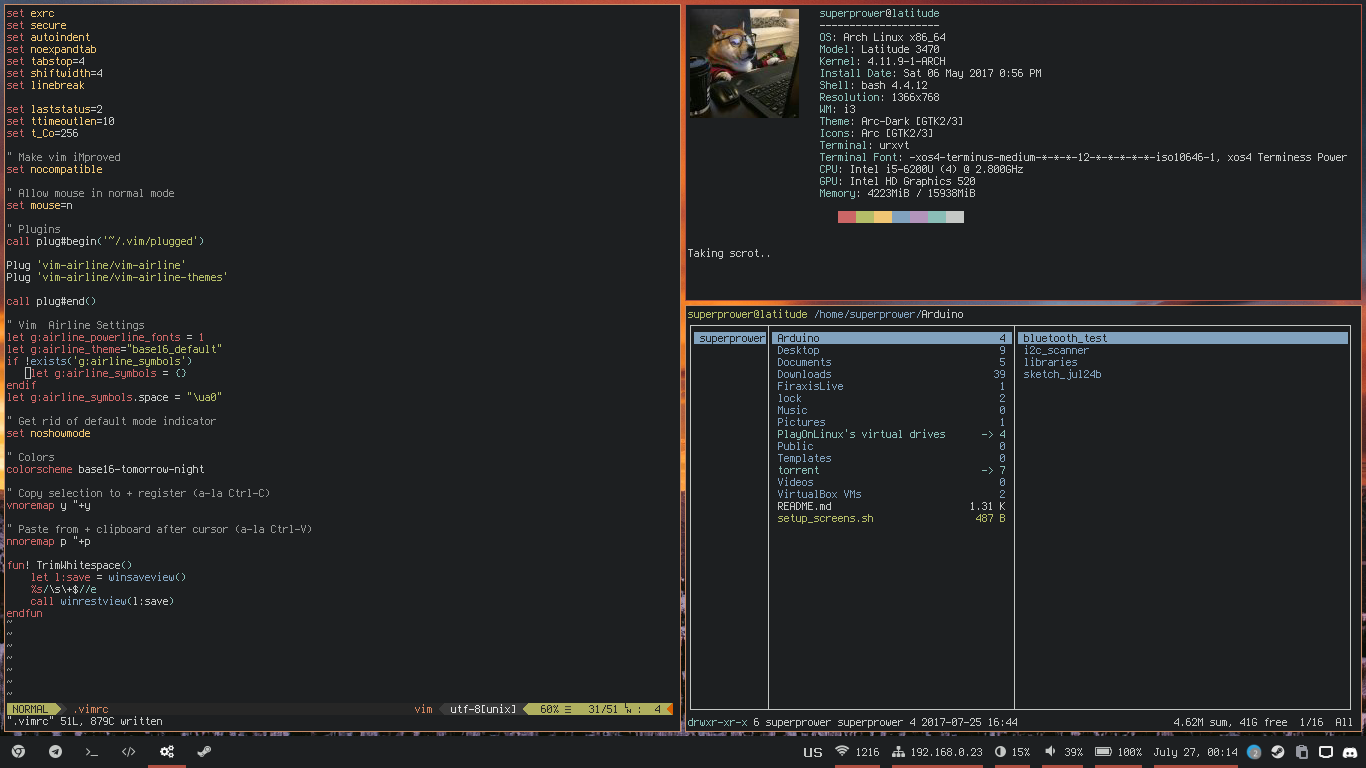 set exrc
set secure
set autoindent
set noexpandtab
set tabstop=4
set shiftwidth=4
set linebreak
set laststatus=2
set ttimeoutlen=10
set t_Co=256
" Make vim iMproved
set nocompatible
" Allow mouse in normal mode
set mouse=n
" Plugins
call plug#begin('~/.vim/plugged')
Plug 'vim-airline/vim-airline'
Plug 'vim-airline/vim-airline-themes'
call plug#end()
" Vim  Airline Settings
let g:airline_powerline_fonts = 1
let g:airline_theme="base16_default"
if !exists('g:airline_symbols')
let g:airline_symbols = {}
endif
let g:airline_symbols.space = "\ua0"
" Get rid of default mode indicator
set noshowmode
" Colors
colorscheme base16-tomorrow-night
" Copy selection to + register (a-la Ctrl-C)
vnoremap y "+y
" Paste from + clipboard after cursor (a-la Ctrl-V)
nnoremap p "+p
fun! TrimWhitespace()
let l:save = winsaveview()
%s/\s\+$//e
call winrestview(l:save)
endfun
~
~
~
~
~
~
~
NORMAL .vimrc vim utf-8[unix] 60% ☰ 31/51 ㏑ : 4
".vimrc" 51L, 879C written
superprower@latitude
--------------------
OS: Arch Linux x86_64
Model: Latitude 3470
Kernel: 4.11.9-1-ARCH
Install Date: Sat 06 May 2017 0:56 PM
Shell: bash 4.4.12
Resolution: 1366x768
WM: i3
Theme: Arc-Dark [GTK2/3]
Icons: Arc [GTK2/3]
Terminal: urxvt
Terminal Font: -xos4-terminus-medium-*-*-*-12-*-*-*-*-*-iso10646-1, xos4 Terminess Power
CPU: Intel i5-6200U (4) @ 2.800GHz
GPU: Intel HD Graphics 520
Memory: 4223MiB / 15938MiB
Taking scrot..
superprower@latitude /home/superprower/Arduino
superprower
Arduino 4
Desktop 9
Documents 5
Downloads 39
FiraxisLive 1
lock 2
Music 0
Pictures 1
PlayOnLinux's virtual drives -> 4
Public 0
Templates 0
torrent -> 7
Videos 0
VirtualBox VMs 2
README.md 1.31 K
setup_screens.sh 487 B
bluetooth_test
i2c_scanner
libraries
sketch_jul24b
drwxr-xr-x 6 superprower superprower 4 2017-07-25 16:44 4.62M sum, 41G free 1/16 All
US 1216 192.168.0.23 15% 39% 100% July 27, 00:14 2